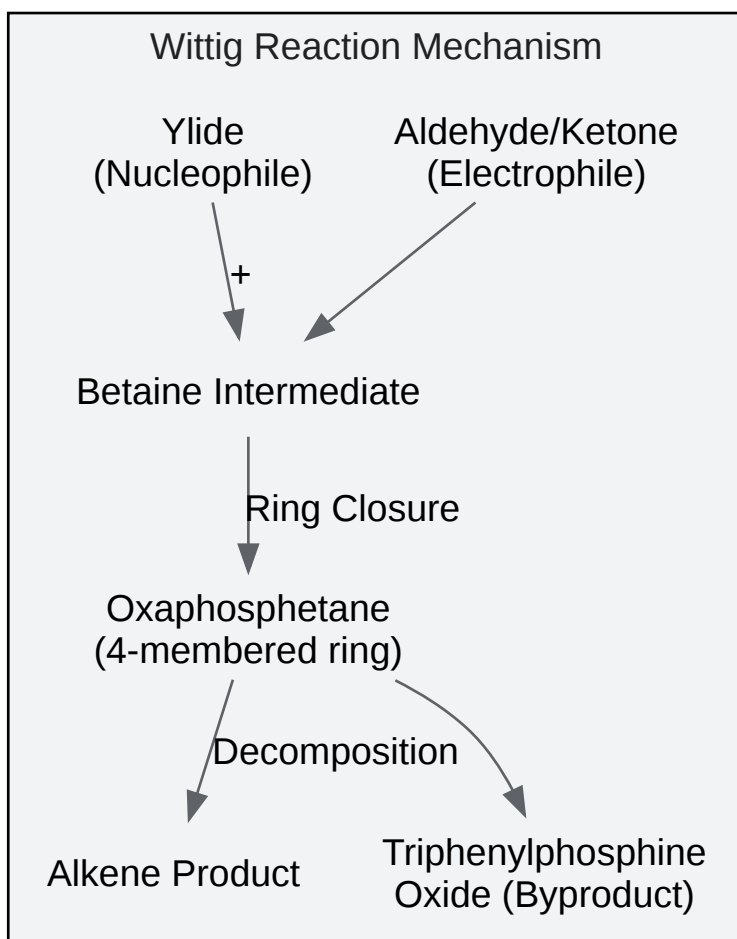 Wittig Reaction Mechanism
Ylide
(Nucleophile)
Aldehyde/Ketone
(Electrophile)
+
Betaine Intermediate
Ring Closure
Oxaphosphetane
(4-membered ring)
Decomposition
Alkene Product
Triphenylphosphine
Oxide (Byproduct)